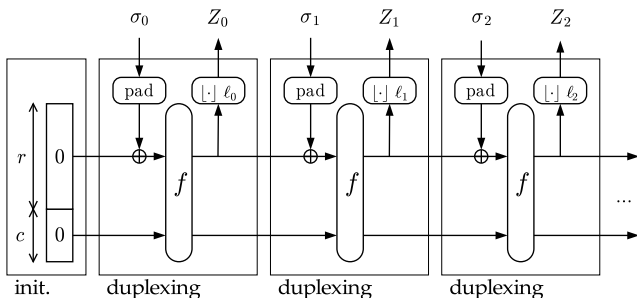 σ₀ Z₀ σ₁ Z₁ σ₂ Z₂
pad ⌊·⌋ ℓ₀ pad ⌊·⌋ ℓ₁ pad ⌊·⌋ ℓ₂
r 0 f f f
...
c 0
init. duplexing duplexing duplexing